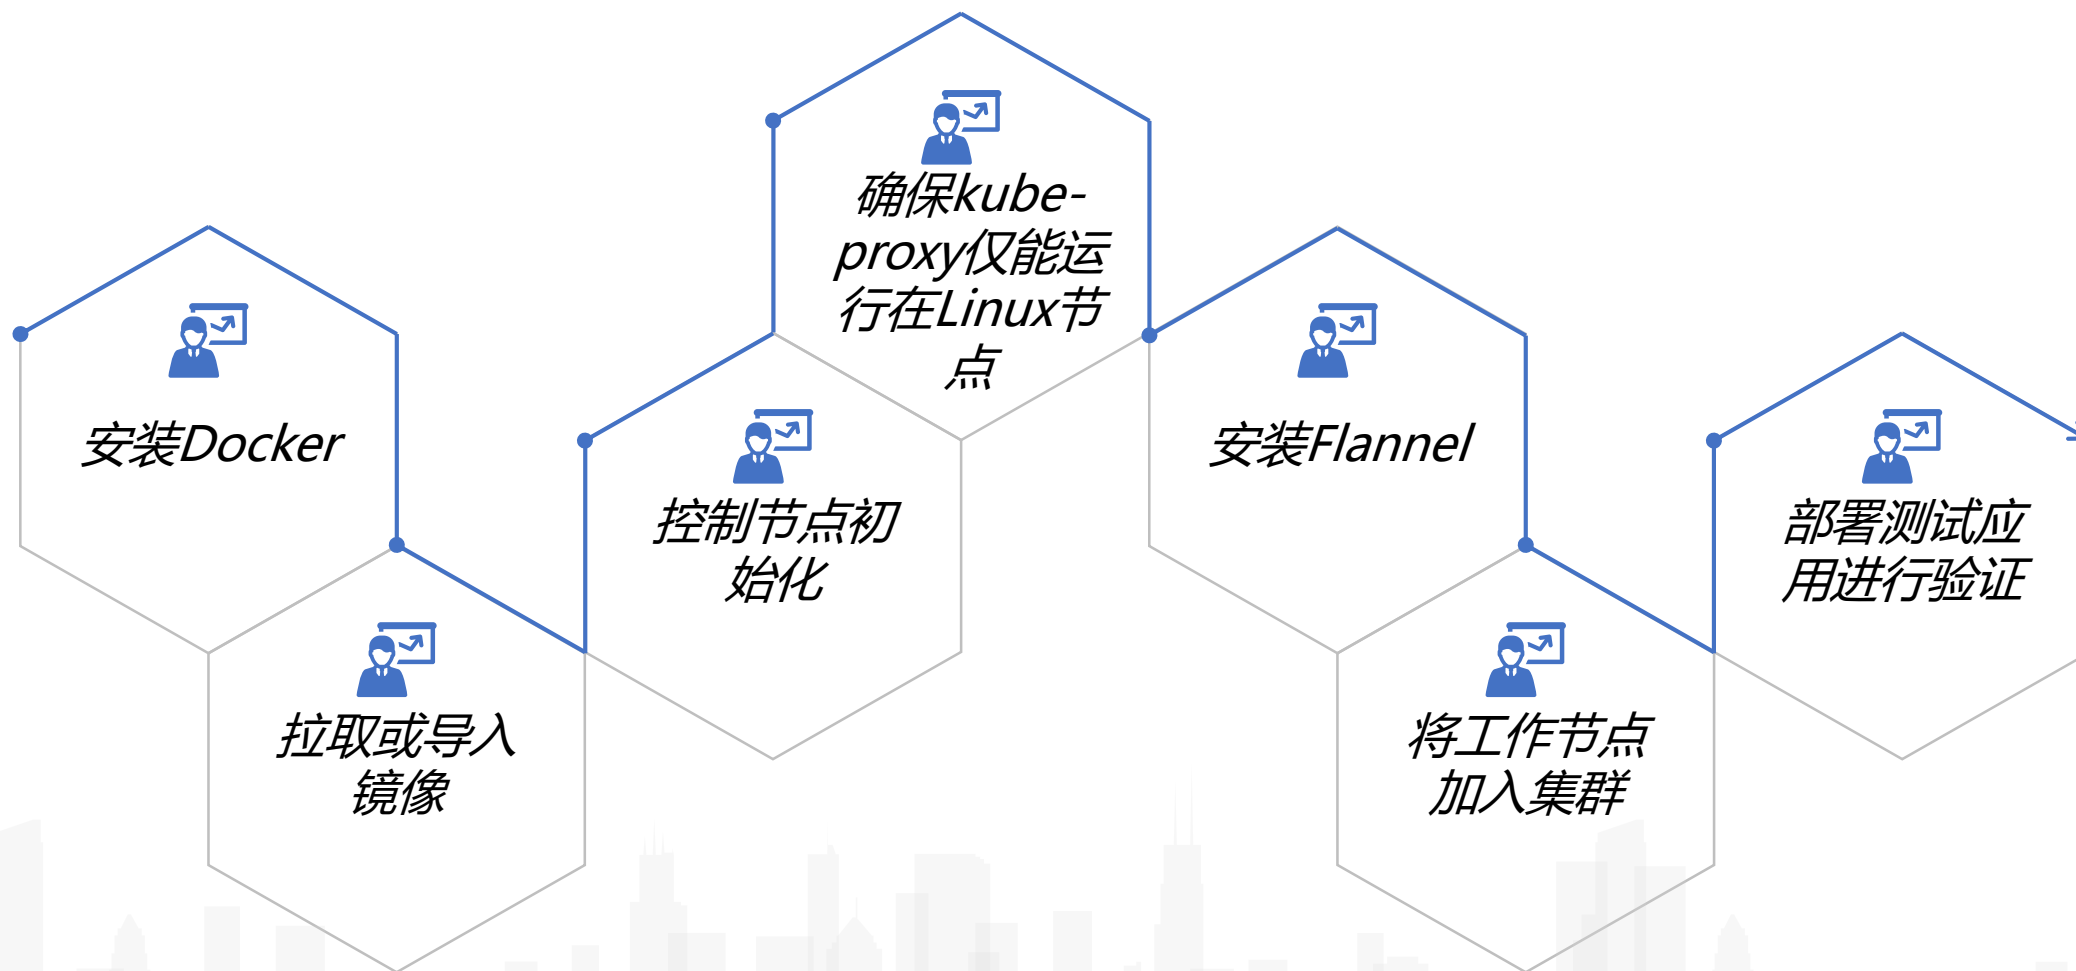 安装Docker
拉取或导入
镜像
控制节点初
始化
确保kube-
proxy仅能运
行在Linux节
点
安装Flannel
将工作节点
加入集群
部署测试应
用进行验证